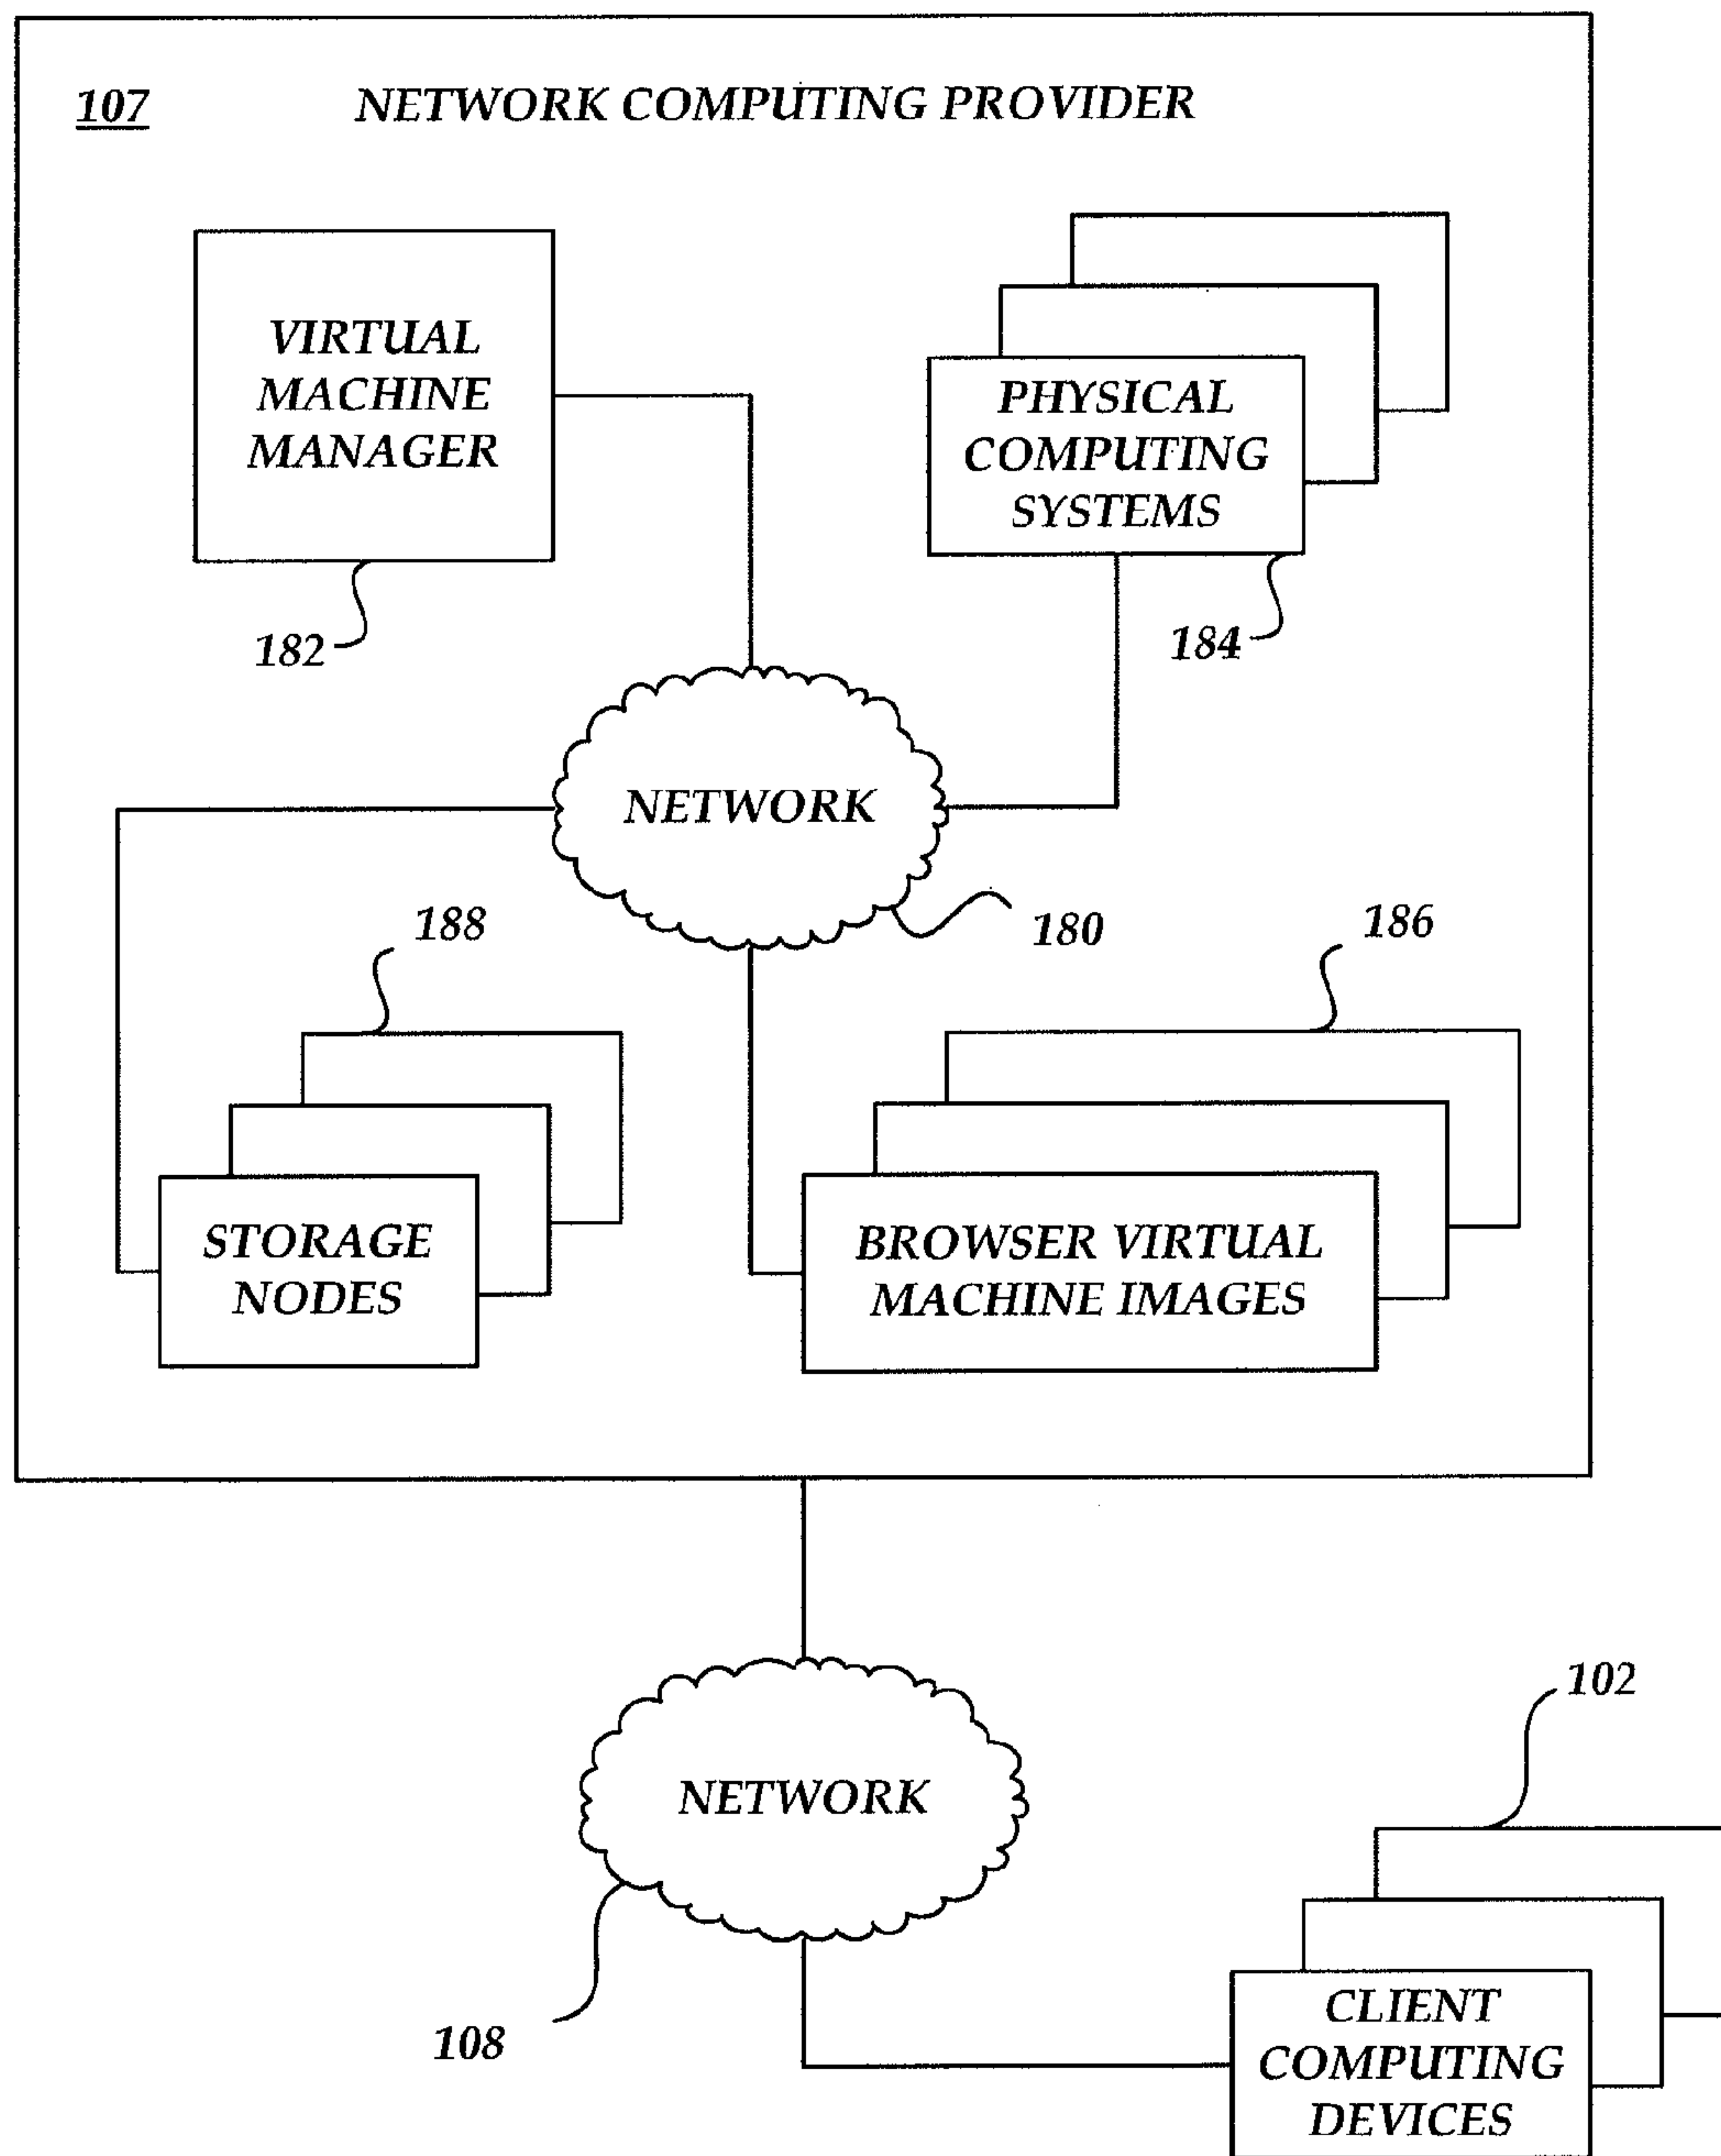 107 NETWORK COMPUTING PROVIDER
VIRTUAL
MACHINE
MANAGER
182
PHYSICAL
COMPUTING
SYSTEMS
184
NETWORK
180
188
186
STORAGE
NODES
BROWSER VIRTUAL
MACHINE IMAGES
NETWORK
108
102
CLIENT
COMPUTING
DEVICES